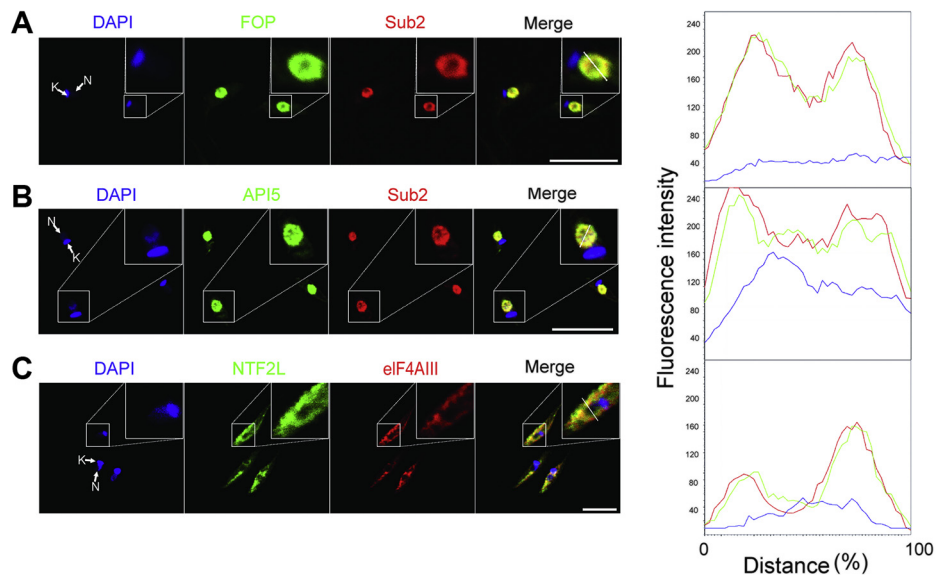 A
DAPI FOP Sub2 Merge
K N
B
DAPI API5 Sub2 Merge
N
K
C
DAPI NTF2L eIF4AIII Merge
K
N
Fluorescence intensity
240
200
160
120
80
40
240
200
160
120
80
40
240
200
160
120
80
40
0 100
Distance (%)